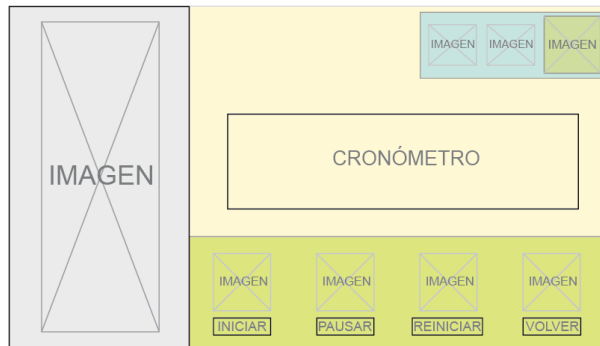 IMAGEN
IMAGEN
IMAGEN
IMAGEN
CRONÓMETRO
IMAGEN
IMAGEN
IMAGEN
IMAGEN
INICIAR
PAUSAR
REINICIAR
VOLVER